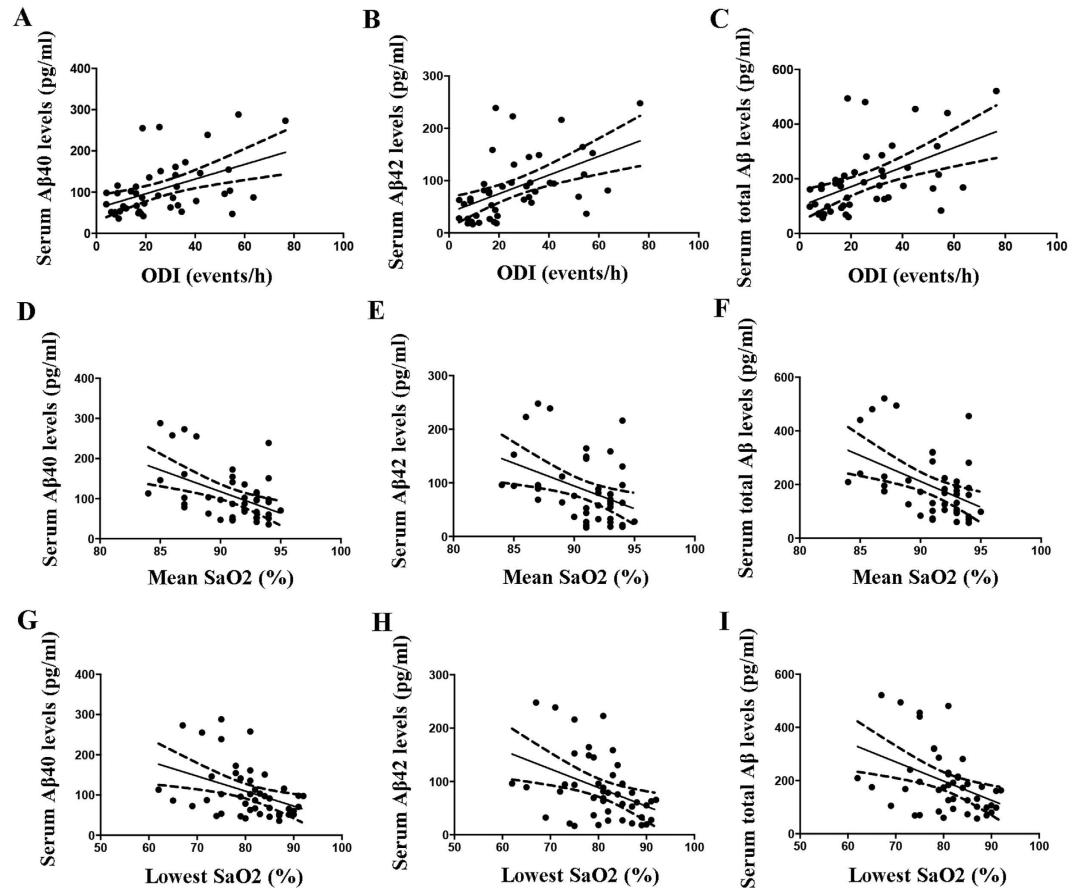 A
Serum Aβ40 levels (pg/ml)
400
300
200
100
0
0 20 40 60 80 100
ODI (events/h)
B
Serum Aβ42 levels (pg/ml)
300
200
100
0
0 20 40 60 80 100
ODI (events/h)
C
Serum total Aβ levels (pg/ml)
600
400
200
0
0 20 40 60 80 100
ODI (events/h)
D
Serum Aβ40 levels (pg/ml)
400
300
200
100
0
80 85 90 95 100
Mean SaO2 (%)
E
Serum Aβ42 levels (pg/ml)
300
200
100
0
80 85 90 95 100
Mean SaO2 (%)
F
Serum total Aβ levels (pg/ml)
600
400
200
0
80 85 90 95 100
Mean SaO2 (%)
G
Serum Aβ40 levels (pg/ml)
400
300
200
100
0
50 60 70 80 90 100
Lowest SaO2 (%)
H
Serum Aβ42 levels (pg/ml)
300
200
100
0
50 60 70 80 90 100
Lowest SaO2 (%)
I
Serum total Aβ levels (pg/ml)
600
400
200
0
50 60 70 80 90 100
Lowest SaO2 (%)